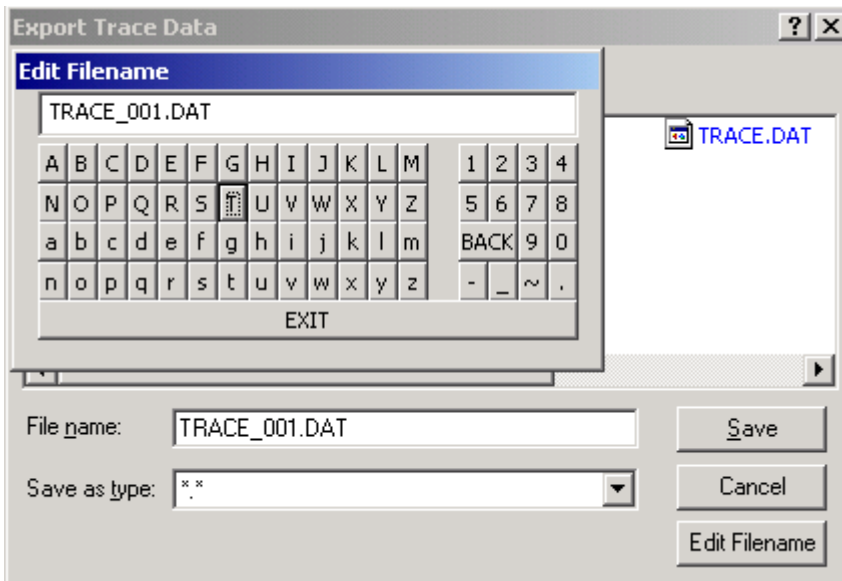 Export Trace Data
Edit Filename
TRACE_001.DAT
TRACE.DAT
A B C D E F G H I J K L M 1 2 3 4
N O P Q R S T U V W X Y Z 5 6 7 8
a b c d e f g h i j k l m BACK 9 0
n o p q r s t u v w x y z - _ ~ .
EXIT
File name: TRACE_001.DAT Save
Save as type: *.* Cancel
Edit Filename